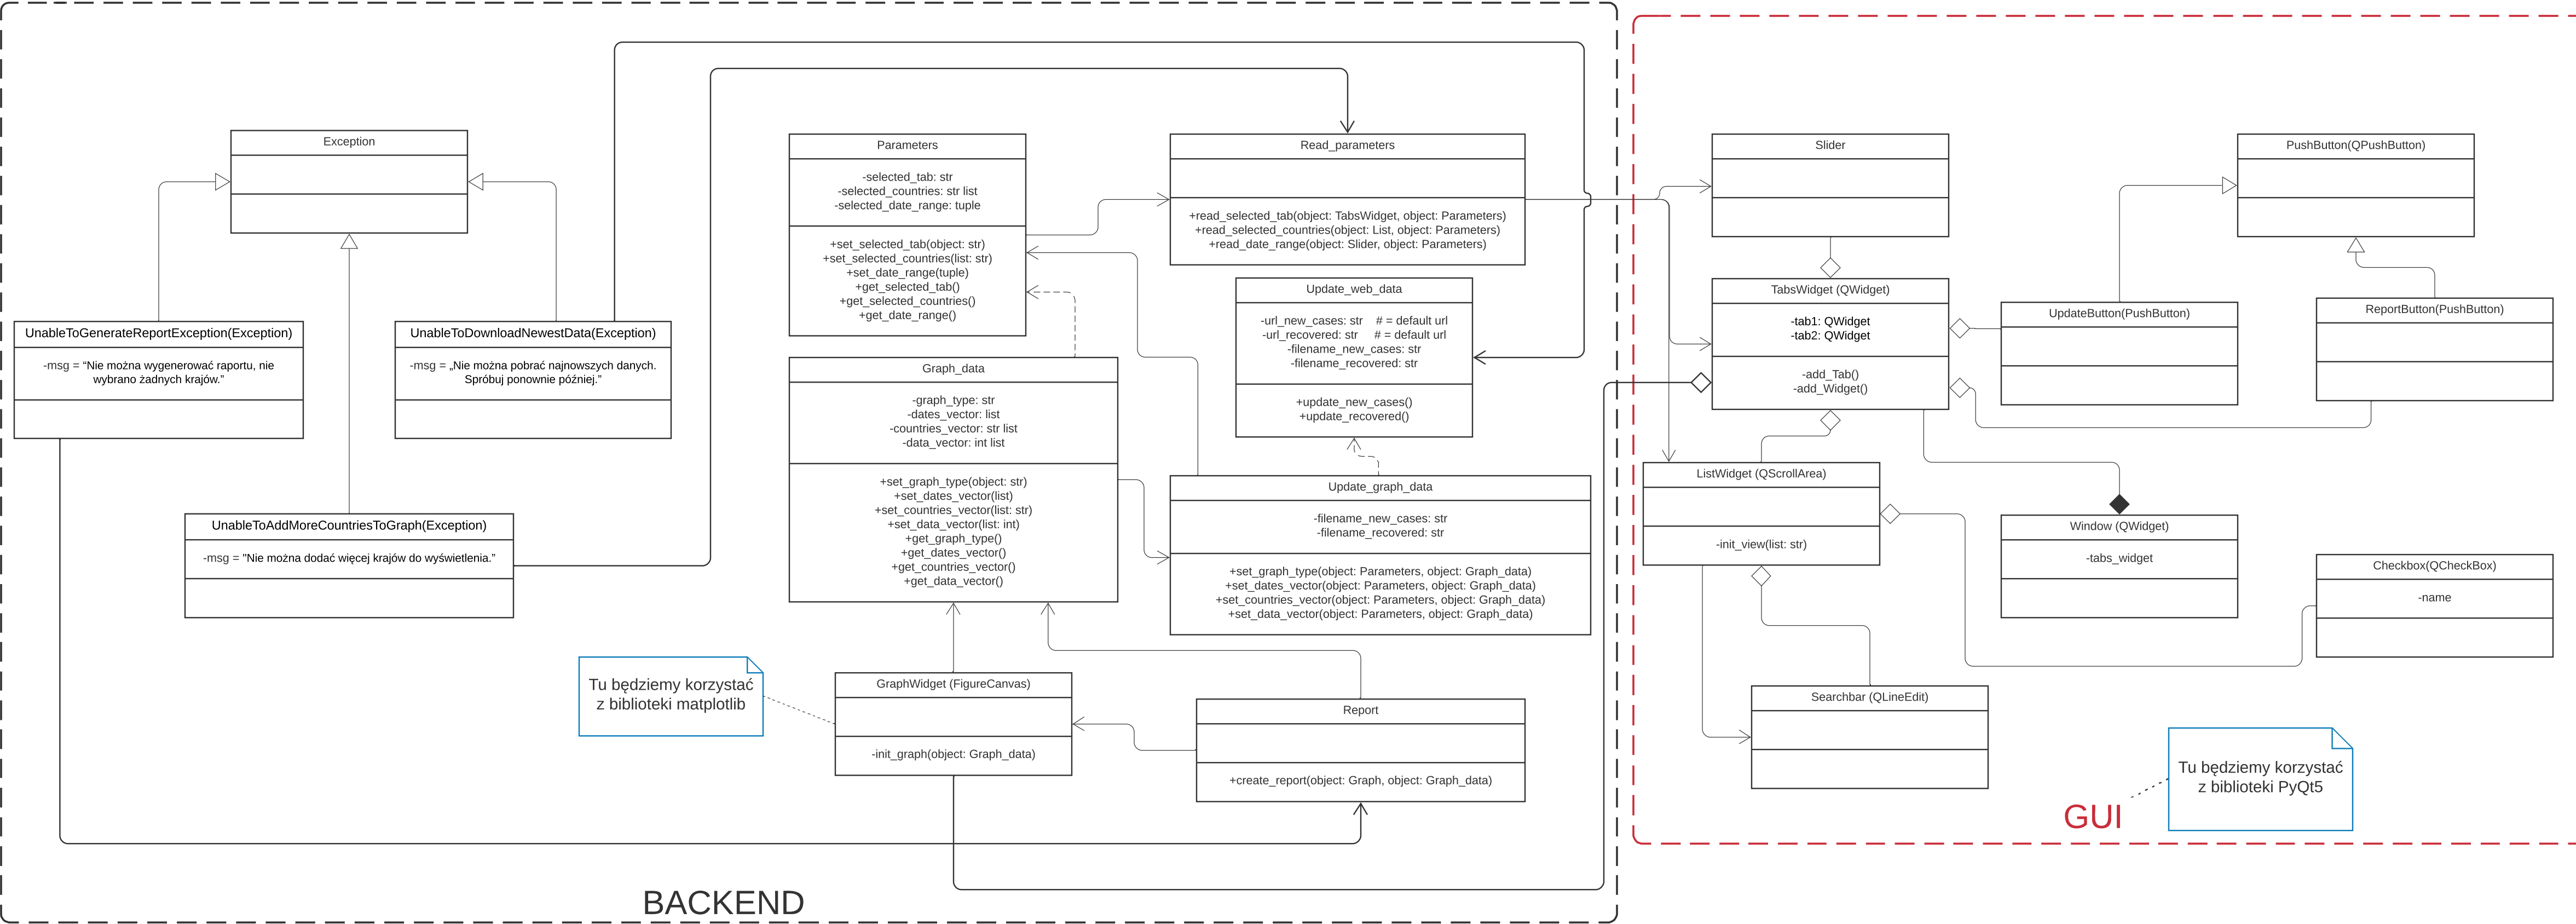 Exception
UnableToGenerateReportException(Exception)
-msg = “Nie można wygenerować raportu, nie
wybrano żadnych krajów.”
UnableToDownloadNewestData(Exception)
-msg = „Nie można pobrać najnowszych danych.
Spróbuj ponownie później.”
UnableToAddMoreCountriesToGraph(Exception)
-msg = "Nie można dodać więcej krajów do wyświetlenia.”
Parameters
-selected_tab: str
-selected_countries: str list
-selected_date_range: tuple
+set_selected_tab(object: str)
+set_selected_countries(list: str)
+set_date_range(tuple)
+get_selected_tab()
+get_selected_countries()
+get_date_range()
Read_parameters
+read_selected_tab(object: TabsWidget, object: Parameters)
+read_selected_countries(object: List, object: Parameters)
+read_date_range(object: Slider, object: Parameters)
Update_web_data
-url_new_cases: str # = default url
-url_recovered: str # = default url
-filename_new_cases: str
-filename_recovered: str
+update_new_cases()
+update_recovered()
Graph_data
-graph_type: str
-dates_vector: list
-countries_vector: str list
-data_vector: int list
+set_graph_type(object: str)
+set_dates_vector(list)
+set_countries_vector(list: str)
+set_data_vector(list: int)
+get_graph_type()
+get_dates_vector()
+get_countries_vector()
+get_data_vector()
Update_graph_data
-filename_new_cases: str
-filename_recovered: str
+set_graph_type(object: Parameters, object: Graph_data)
+set_dates_vector(object: Parameters, object: Graph_data)
+set_countries_vector(object: Parameters, object: Graph_data)
+set_data_vector(object: Parameters, object: Graph_data)
Tu będziemy korzystać
z biblioteki matplotlib
GraphWidget (FigureCanvas)
-init_graph(object: Graph_data)
Report
+create_report(object: Graph, object: Graph_data)
BACKEND
Slider
PushButton(QPushButton)
TabsWidget (QWidget)
-tab1: QWidget
-tab2: QWidget
-add_Tab()
-add_Widget()
UpdateButton(PushButton)
ReportButton(PushButton)
ListWidget (QScrollArea)
-init_view(list: str)
Window (QWidget)
-tabs_widget
Checkbox(QCheckBox)
-name
Searchbar (QLineEdit)
Tu będziemy korzystać
z biblioteki PyQt5
GUI